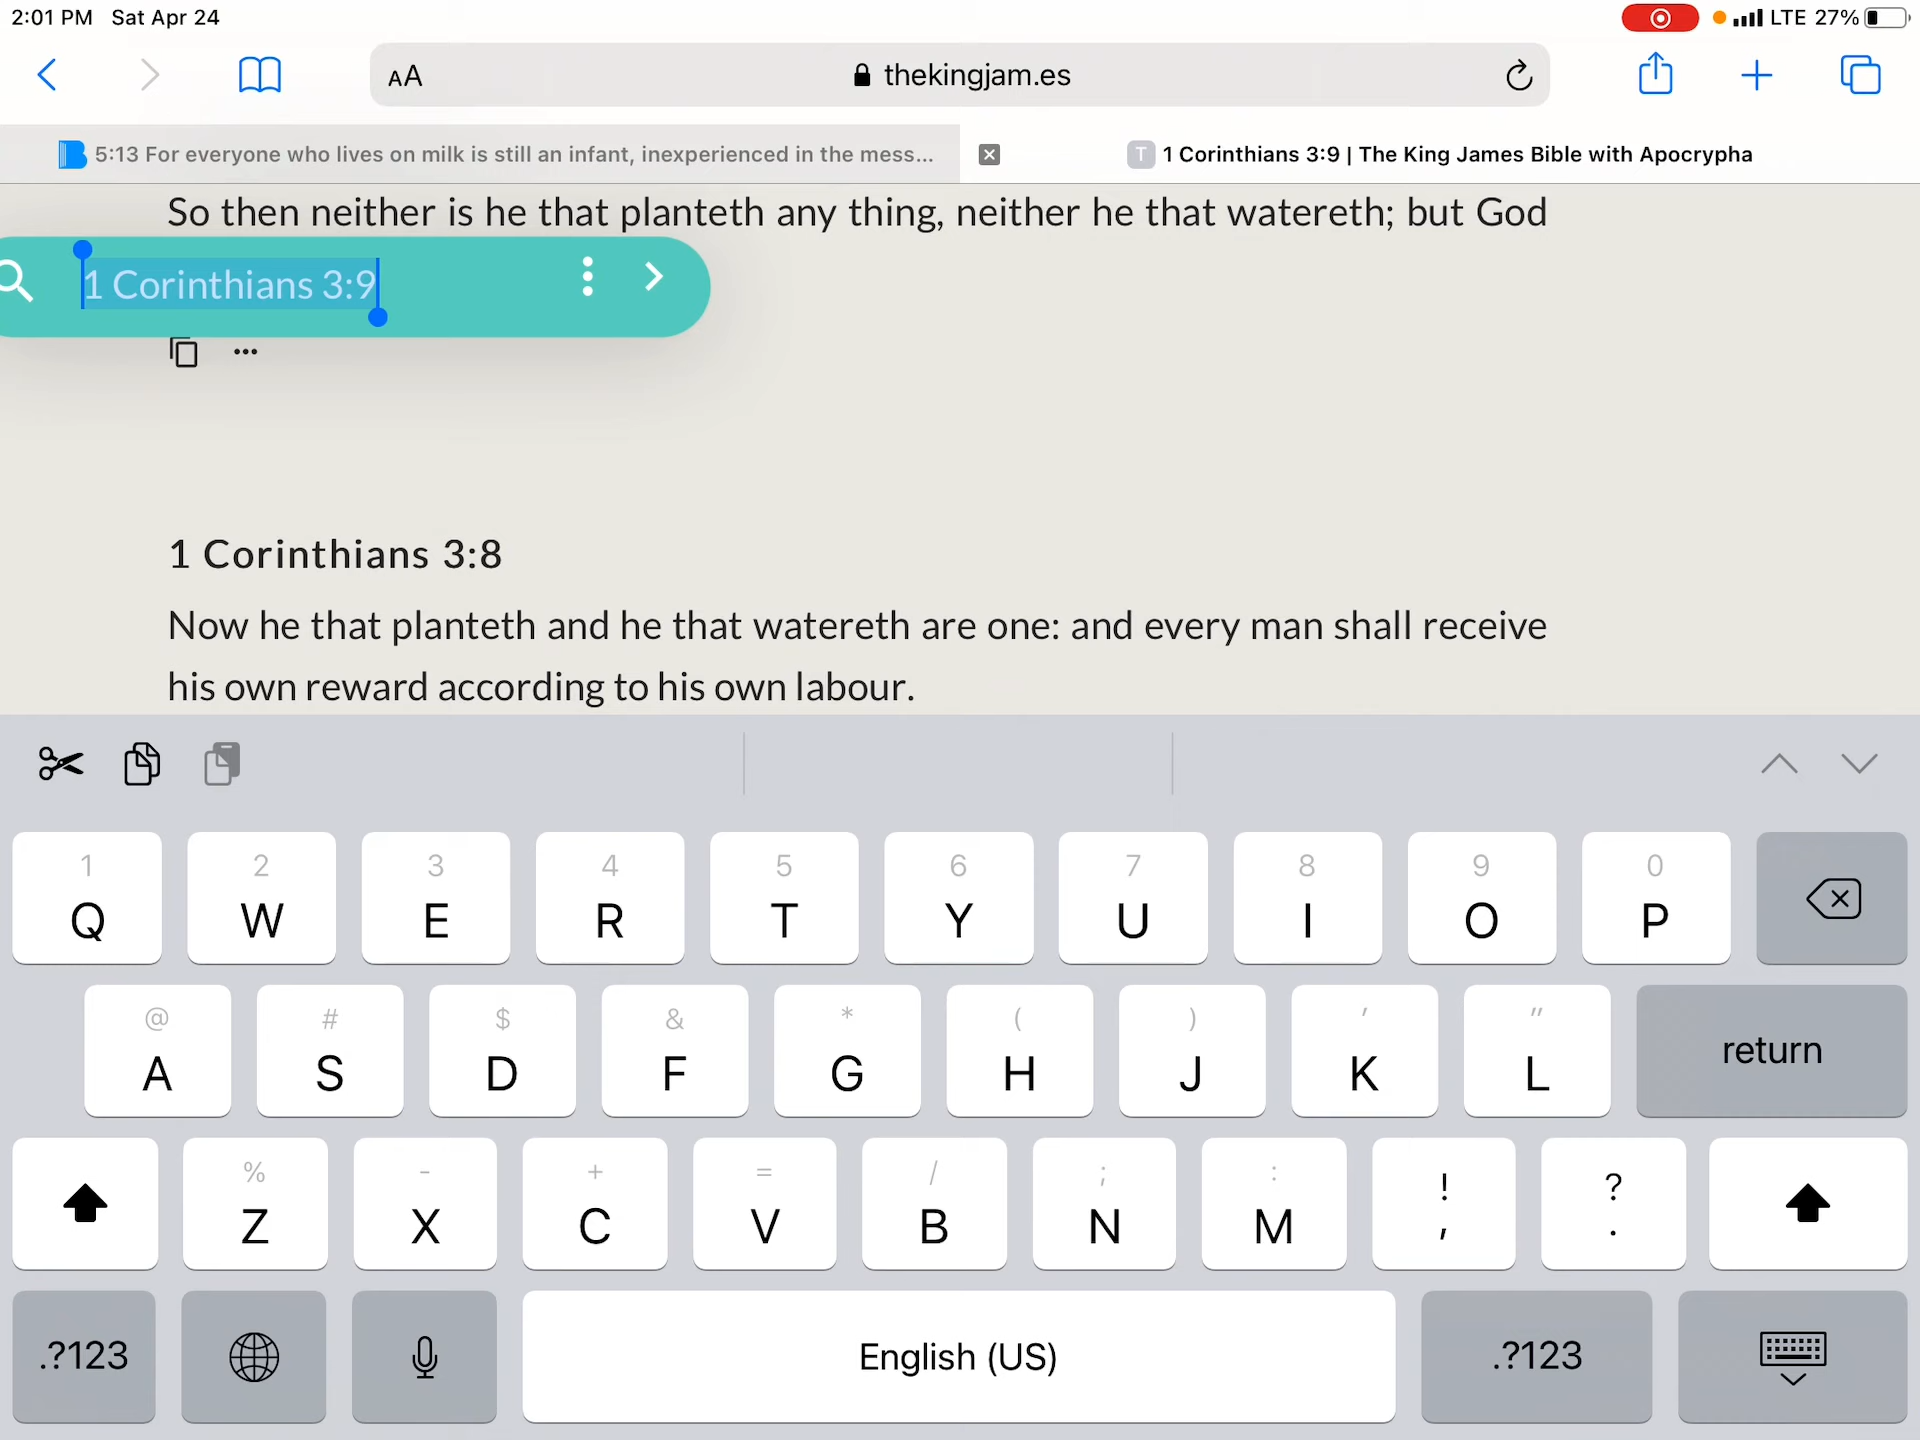 2:01 PM Sat Apr 24
LTE 27%
AA
thekingjam.es
5:13 For everyone who lives on milk is still an infant, inexperienced in the mess...
T 1 Corinthians 3:9 | The King James Bible with Apocrypha
So then neither is he that planteth any thing, neither he that watereth; but God
1 Corinthians 3:9
1 Corinthians 3:8
Now he that planteth and he that watereth are one: and every man shall receive
his own reward according to his own labour.
1 2 3 4 5 6 7 8 9 0
Q W E R T Y U I O P
@ # $ & * ( ) ' "
A S D F G H J K L return
% - + = / ; : ! ?
Z X C V B N M , .
.?123 English (US) .?123